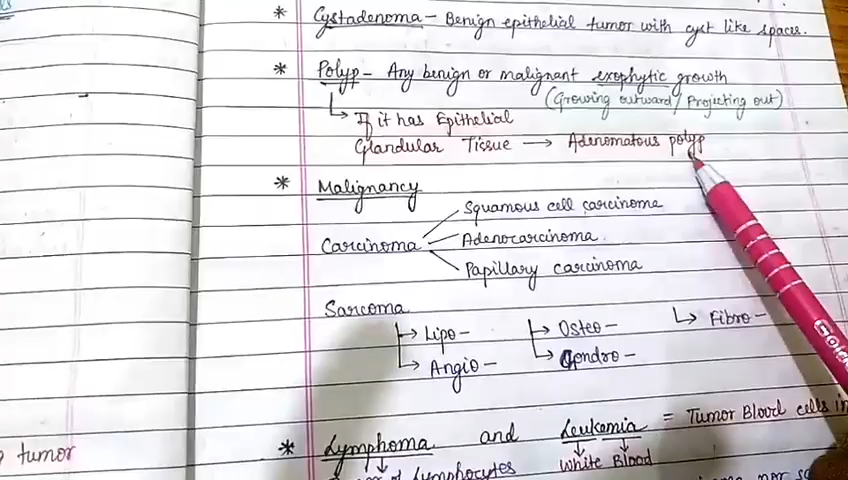 * Cystadenoma - Benign epithelial tumor with cyst like spaces.
* Polyp - Any benign or malignant exophytic growth
(Growing outward / Projecting out)
If it has Epithelial
Glandular Tissue → Adenomatous polyp
* Malignancy
Squamous cell carcinoma
Carcinoma Adenocarcinoma.
Papillary carcinoma
Sarcoma
Lipo - Osteo - Fibro -
Angio - Chondro -
* Lymphoma and Leukemia = Tumor Blood cells in
tumor
of Lymphocytes White Blood